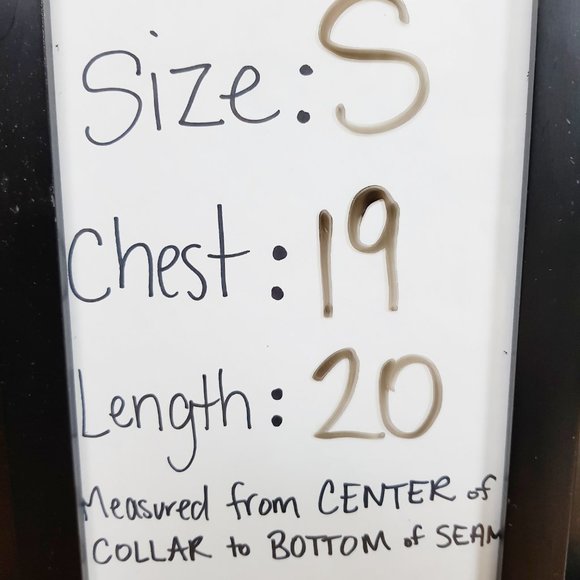 Size: S
Chest: 19
Length: 20
Measured from CENTER of
COLLAR to BOTTOM of SEAM